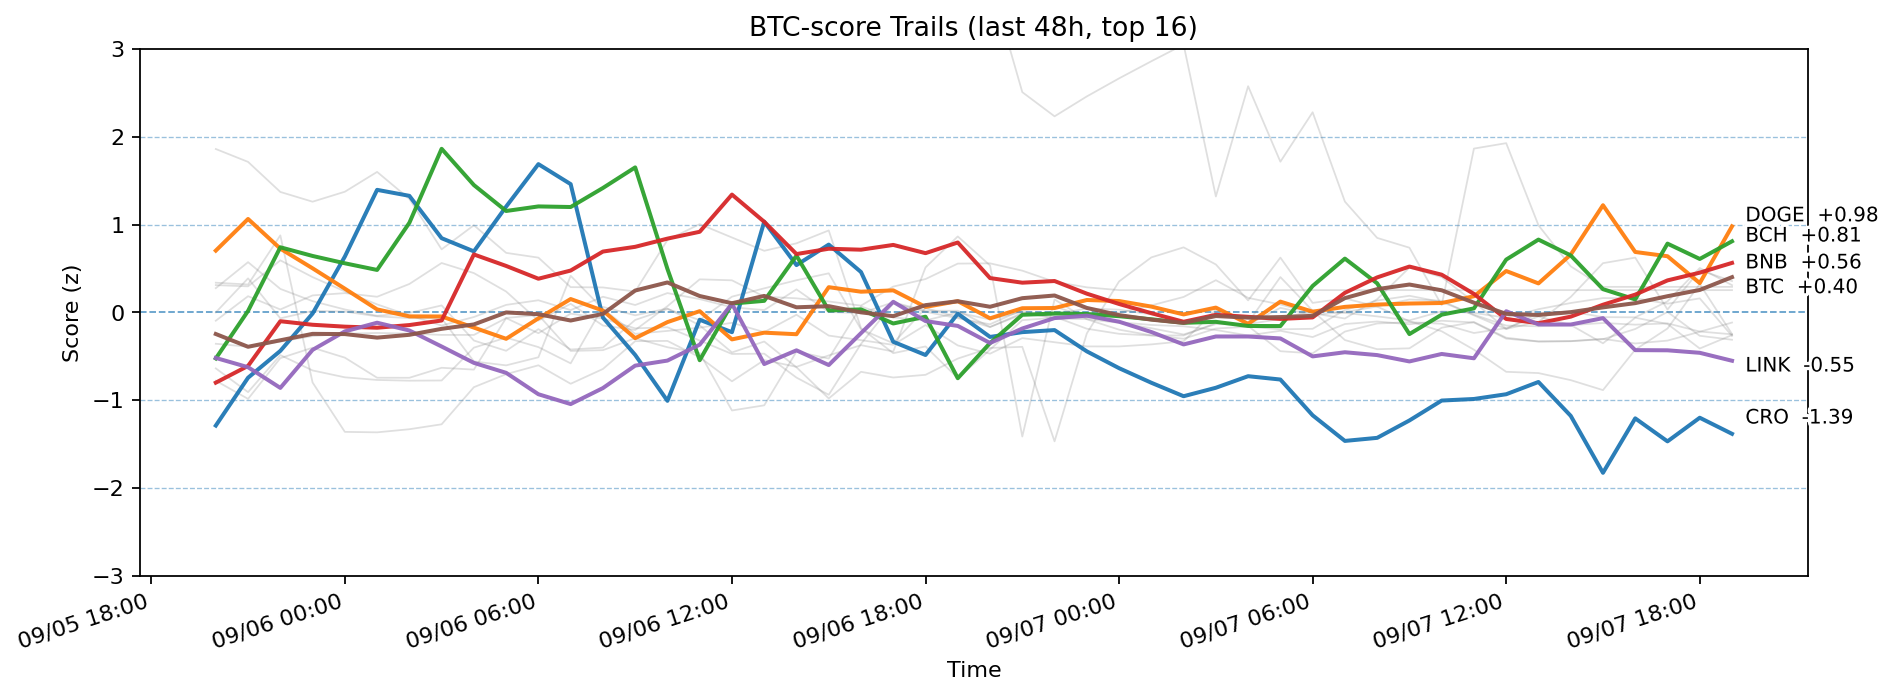 BTC-score Trails (last 48h, top 16)
Score (z)
3
2
1
0
−1
−2
−3
DOGE +0.98
BCH +0.81
BNB +0.56
BTC +0.40
LINK -0.55
CRO -1.39
09/05 18:00
09/06 00:00
09/06 06:00
09/06 12:00
09/06 18:00
09/07 00:00
09/07 06:00
09/07 12:00
09/07 18:00
Time